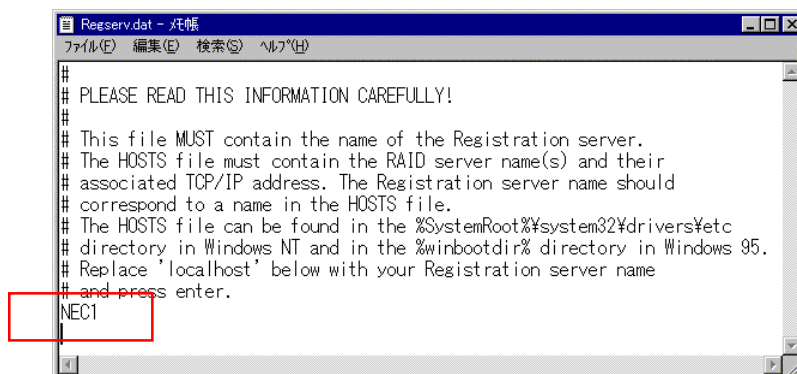 Regserv.dat - メモ帳
ファイル(F) 編集(E) 検索(S) ヘルプ(H)
#
# PLEASE READ THIS INFORMATION CAREFULLY!
#
# This file MUST contain the name of the Registration server.
# The HOSTS file must contain the RAID server name(s) and their
# associated TCP/IP address. The Registration server name should
# correspond to a name in the HOSTS file.
# The HOSTS file can be found in the %SystemRoot%¥system32¥drivers¥etc
# directory in Windows NT and in the %winbootdir% directory in Windows 95.
# Replace 'localhost' below with your Registration server name
# and press enter.
NEC1